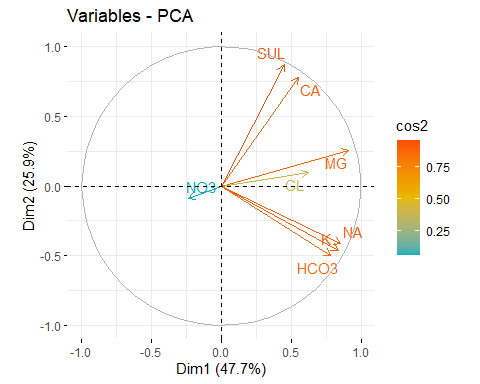 Variables - PCA
SUL
CA
MG
CL
NO3
K
NA
HCO3
1.0
0.5
0.0
-0.5
-1.0
Dim2 (25.9%)
-1.0 -0.5 0.0 0.5 1.0
Dim1 (47.7%)
cos2
0.75
0.50
0.25